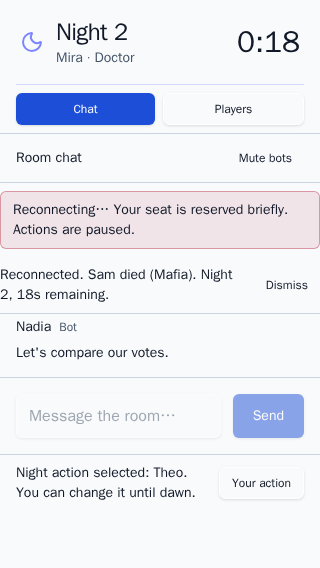 Night 2
Mira · Doctor
0:18
Chat
Players
Room chat
Mute bots
Reconnecting··· Your seat is reserved briefly.
Actions are paused.
Reconnected. Sam died (Mafia). Night
2, 18s remaining.
Dismiss
Nadia Bot
Let's compare our votes.
Message the room···
Send
Night action selected: Theo.
You can change it until dawn.
Your action